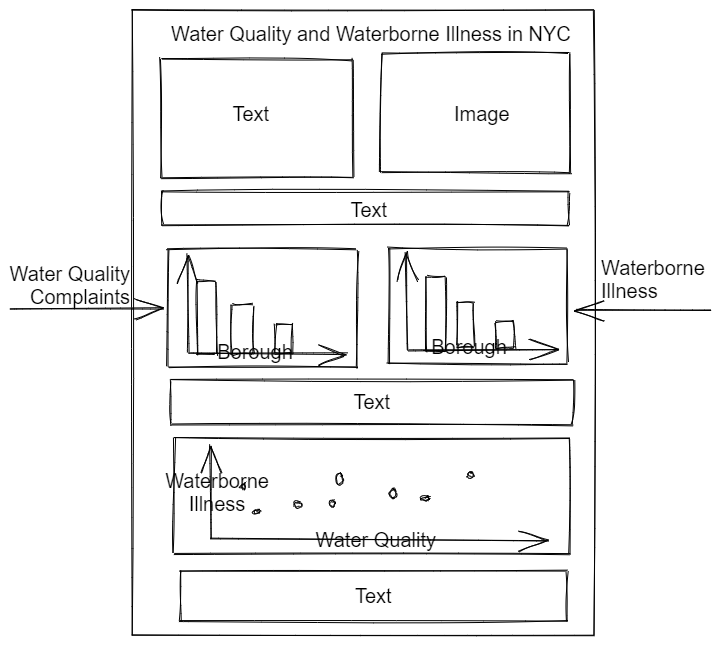 Water Quality and Waterborne Illness in NYC
Text
Image
Text
Water Quality
Complaints
Borough
Borough
Waterborne
Illness
Text
Waterborne
Illness
Water Quality
Text